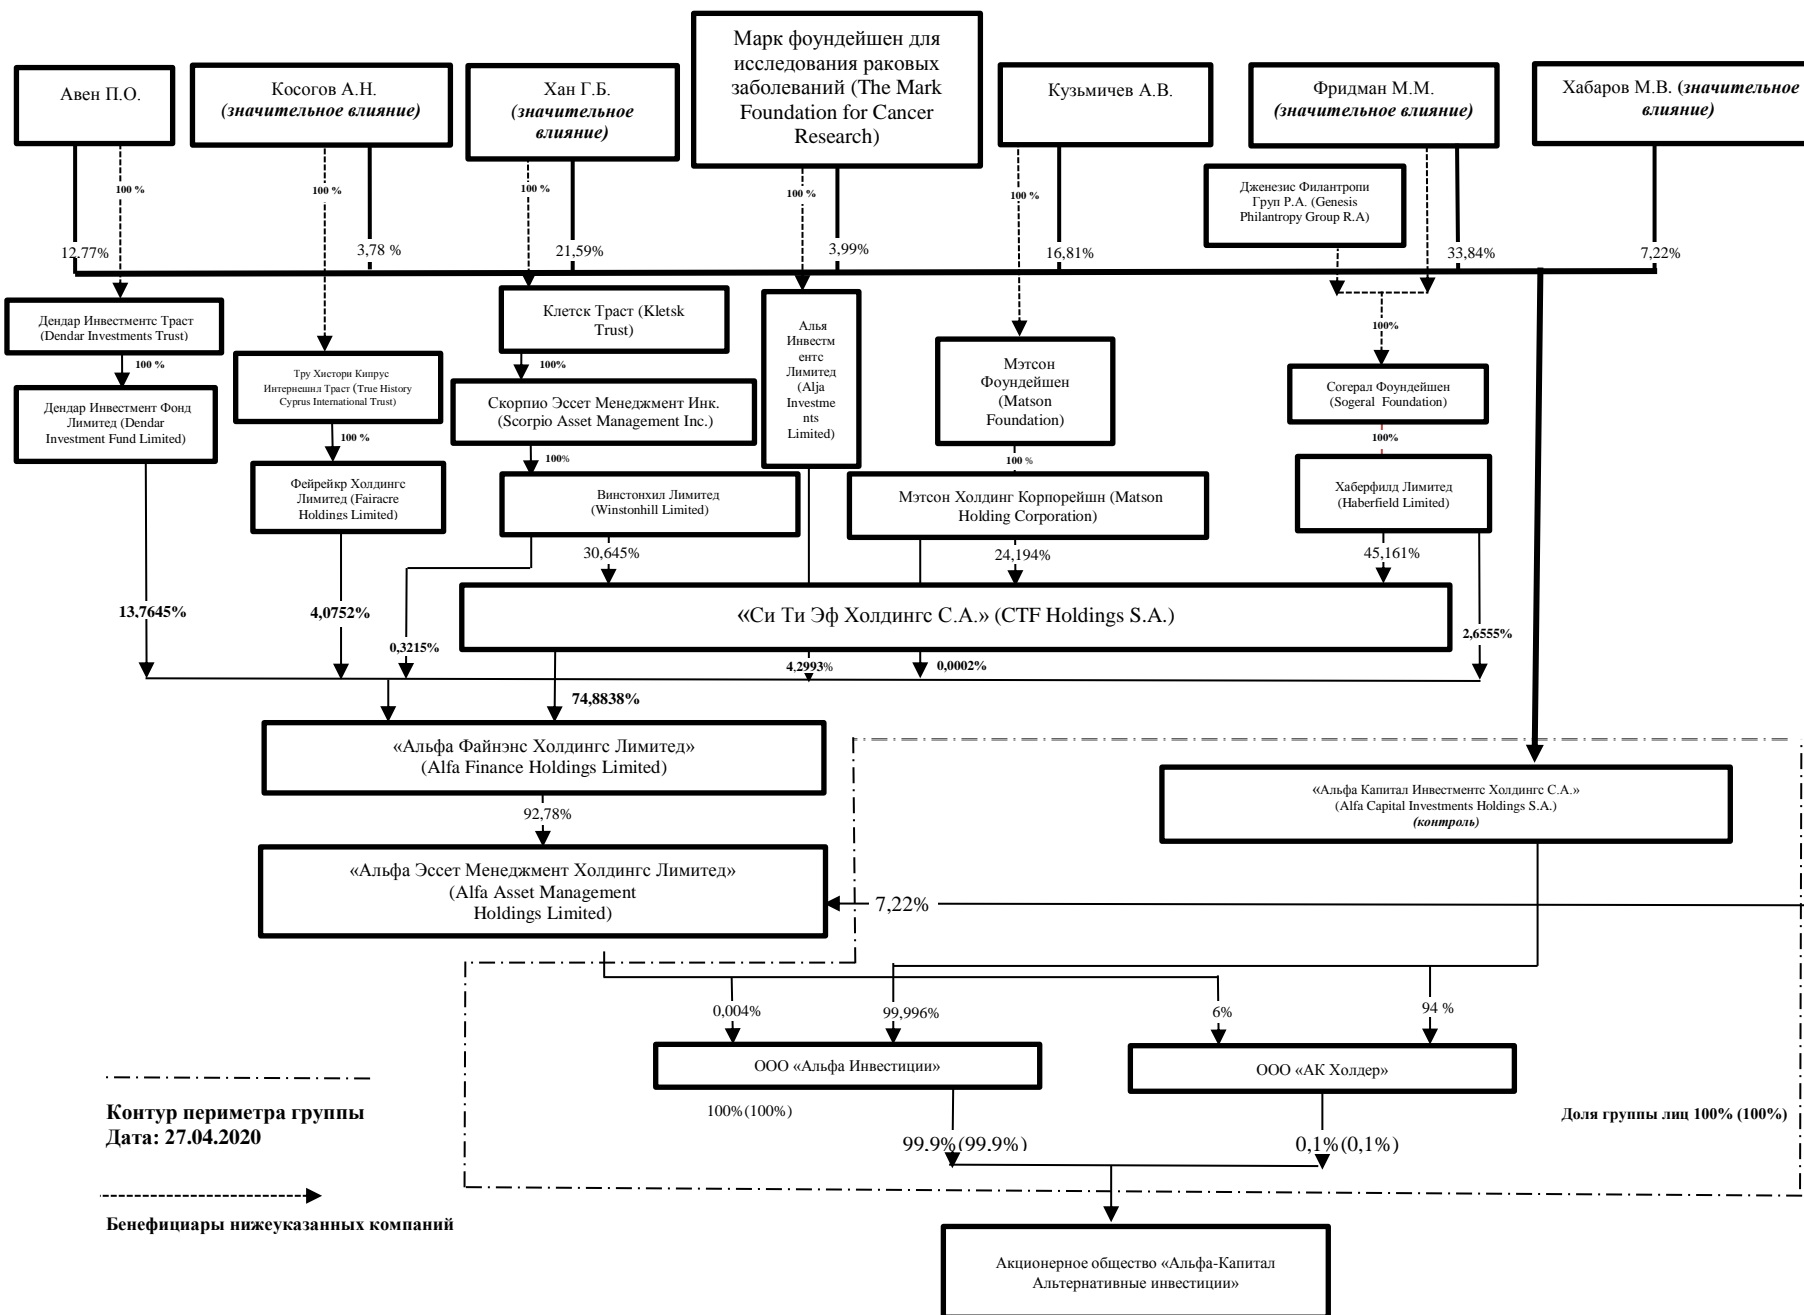 Марк фоундейшен для
исследования раковых
заболеваний (The Mark
Foundation for Cancer
Research)
Авен П.О.
Косогов А.Н.
(значительное влияние)
Хан Г.Б.
(значительное
влияние)
Кузьмичев А.В.
Фридман М.М.
(значительное влияние)
Хабаров М.В. (значительное
влияние)
100 %
100 %
100 %
100 %
100 %
Дженезис Филантропи
Груп Р.А. (Genesis
Philantropy Group R.A)
12,77%
3,78 %
21,59%
3,99%
16,81%
33,84%
7,22%
Дендар Инвестментс Траст
(Dendar Investments Trust)
Клетск Траст (Kletsk
Trust)
Алья
Инвестм
ентс
Лимитед
(Alja
Investme
nts
Limited)
100%
100 %
Тру Хистори Кипрус
Интернешнл Траст (True History
Cyprus International Trust)
100%
Мэтсон
Фоундейшен
(Matson
Foundation)
Согерал Фоундейшен
(Sogeral Foundation)
Дендар Инвестмент Фонд
Лимитед (Dendar
Investment Fund Limited)
Скорпио Эссет Менеджмент Инк.
(Scorpio Asset Management Inc.)
100 %
100%
100 %
100%
Фейрейкр Холдингс
Лимитед (Fairacre
Holdings Limited)
Винстонхил Лимитед
(Winstonhill Limited)
Мэтсон Холдинг Корпорейшн (Matson
Holding Corporation)
Хаберфилд Лимитед
(Haberfield Limited)
30,645%
24,194%
45,161%
13,7645%
4,0752%
«Си Ти Эф Холдингс С.А.» (CTF Holdings S.A.)
0,3215%
2,6555%
4,2993%
0,0002%
74,8838%
«Альфа Файнэнс Холдингс Лимитед»
(Alfa Finance Holdings Limited)
«Альфа Капитал Инвестментс Холдингс С.А.»
(Alfa Capital Investments Holdings S.A.)
(контроль)
92,78%
«Альфа Эссет Менеджмент Холдингс Лимитед»
(Alfa Asset Management
Holdings Limited)
7,22%
0,004%
99,996%
6%
94 %
ООО «Альфа Инвестиции»
ООО «АК Холдер»
Контур периметра группы
Дата: 27.04.2020
100% (100%)
Доля группы лиц 100% (100%)
99.9% (99.9%)
0,1% (0,1%)
Бенефициары нижеуказанных компаний
Акционерное общество «Альфа-Капитал
Альтернативные инвестиции»